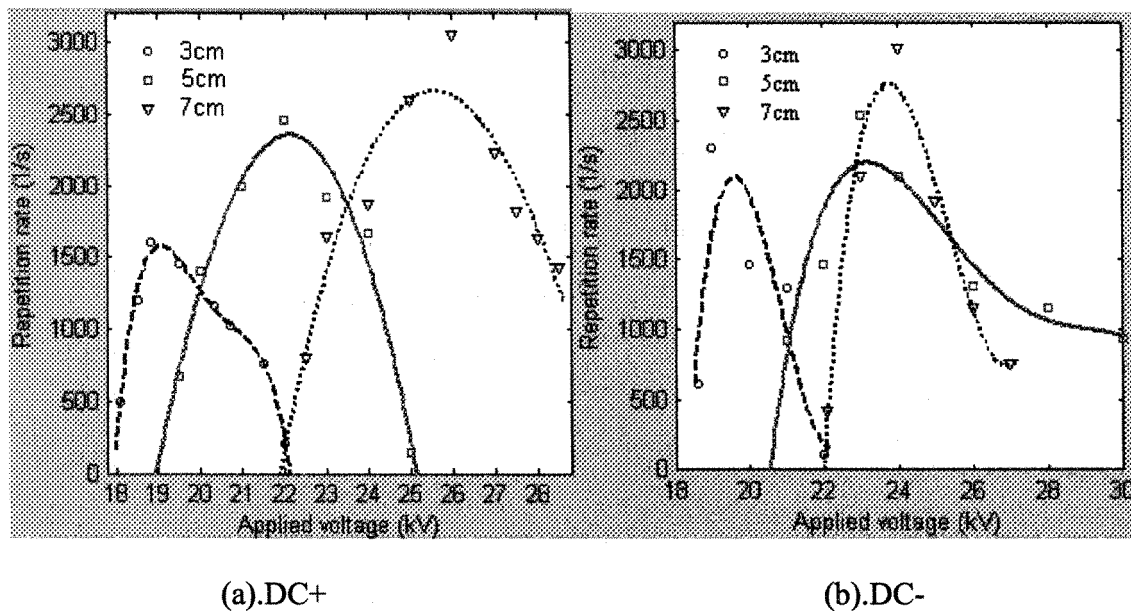 3000
2500
2000
1500
1000
500
0
Repetition rate (1/s)
3cm
5cm
7cm
18 19 20 21 22 23 24 25 26 27 28
Applied voltage (kV)
(a).DC+
3000
2500
2000
1500
1000
500
0
Repetition rate (1/s)
3cm
5cm
7cm
18 20 22 24 26 28 30
Applied voltage (kV)
(b).DC-